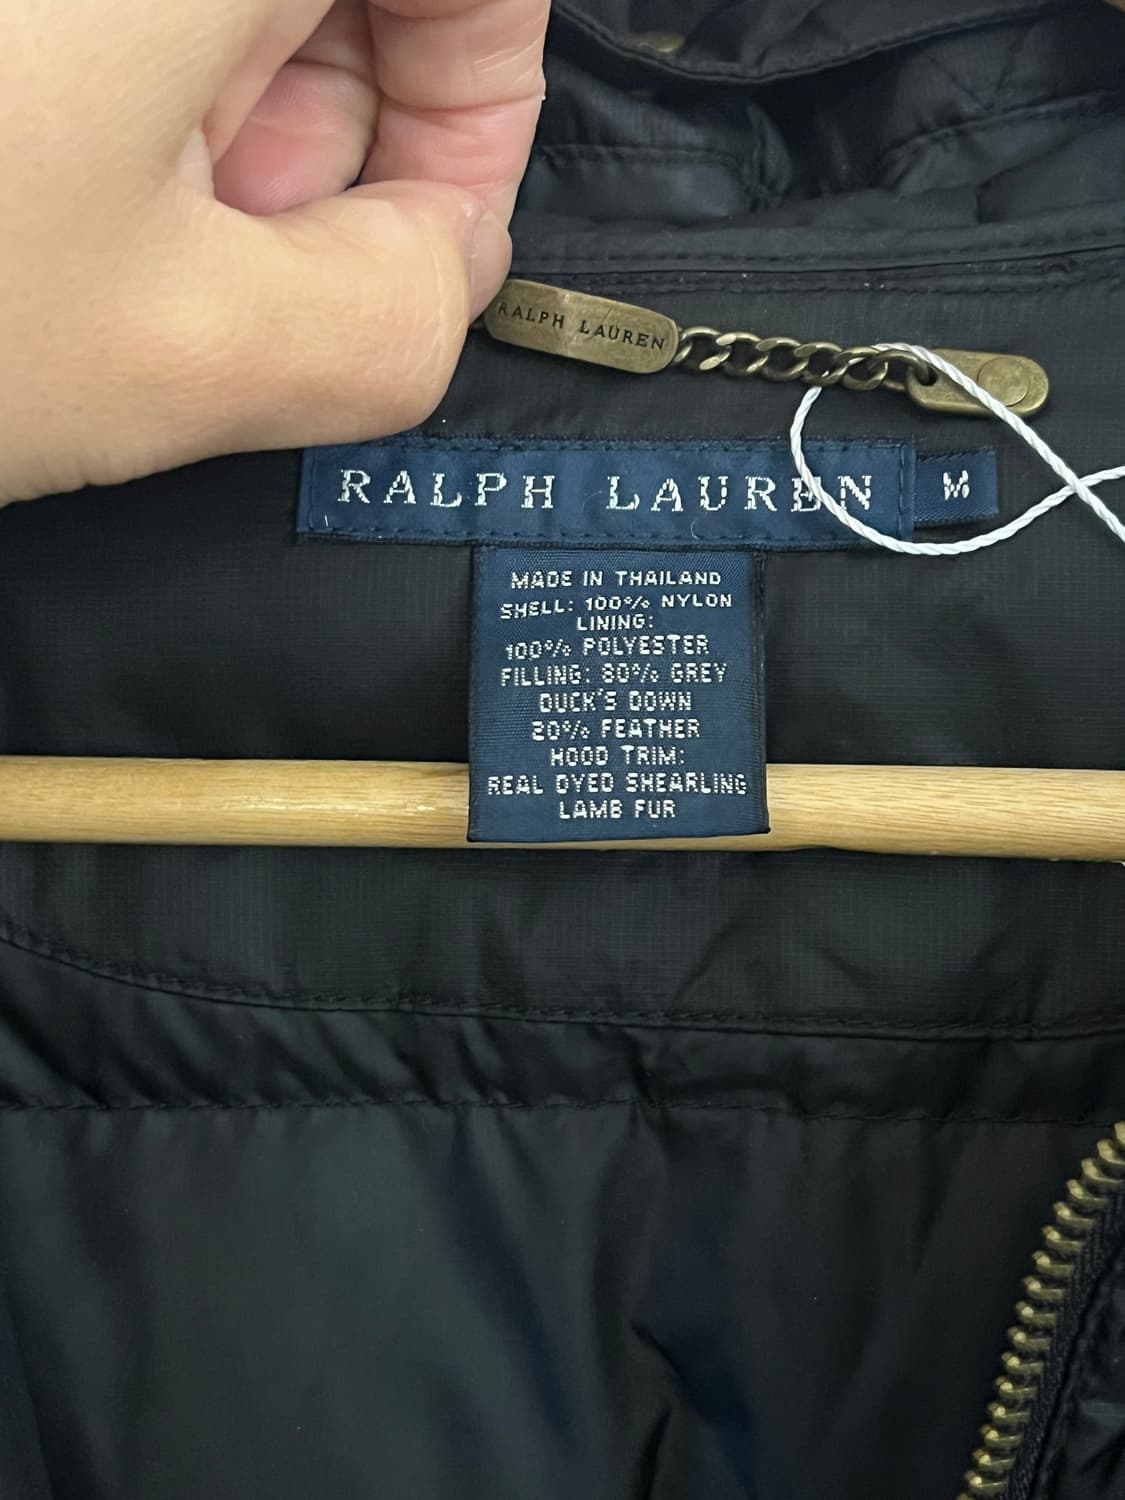 RALPH LAUREN
RALPH LAUREN
M
MADE IN THAILAND
SHELL: 100% NYLON
LINING:
100% POLYESTER
FILLING: 80% GREY
DUCK'S DOWN
20% FEATHER
HOOD TRIM:
REAL DYED SHEARLING
LAMB FUR